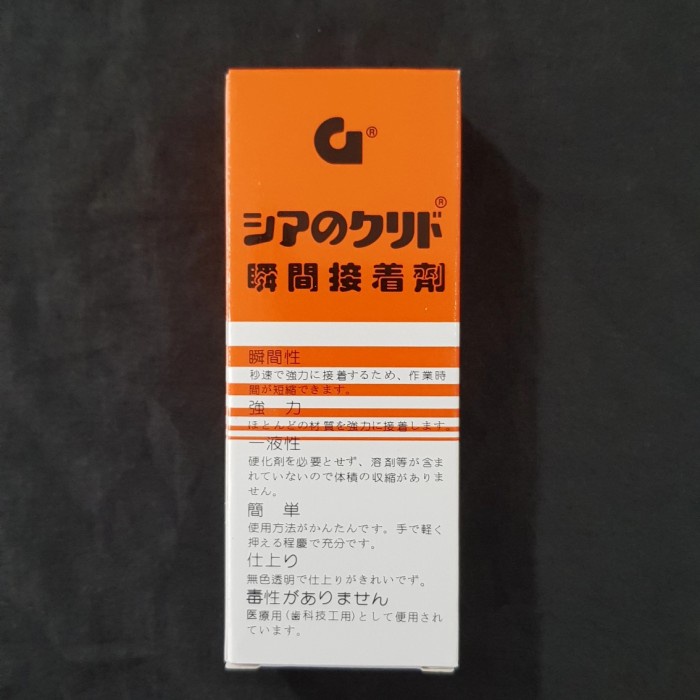 G®
シアのクリド®
瞬間接着剤
瞬間性
秒速で強力に接着するため、作業時
間が短縮できます。
強 力
ほとんどの材質を強力に接着します。
一液性
硬化剤を必要とせず、溶剤等が含ま
れていないので体積の収縮がありま
せん。
簡 単
使用方法がかんたんです。手で軽く
押える程慶で充分です。
仕上り
無色透明で仕上りがきれいでず。
毒性がありません
医療用(歯科技工用)として使用され
ています。